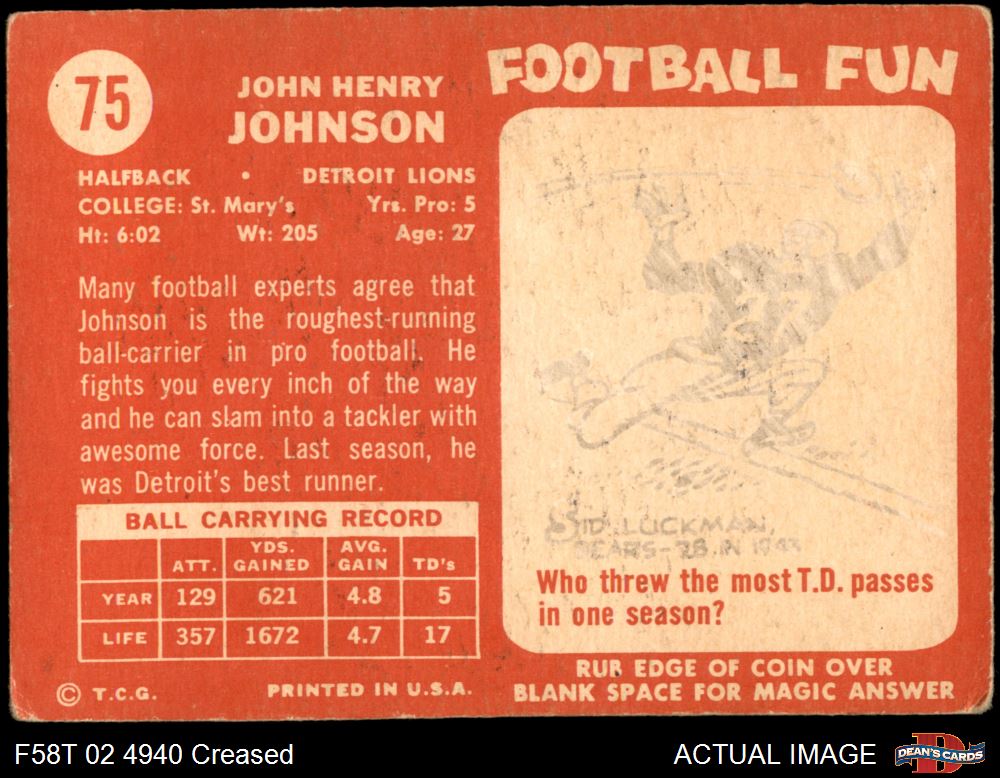 75
JOHN HENRY
JOHNSON
HALFBACK • DETROIT LIONS
COLLEGE: St. Mary's Yrs. Pro: 5
Ht: 6:02 Wt: 205 Age: 27
Many football experts agree that
Johnson is the roughest-running
ball-carrier in pro football. He
fights you every inch of the way
and he can slam into a tackler with
awesome force. Last season, he
was Detroit's best runner.
BALL CARRYING RECORD
ATT. YDS. GAINED AVG. GAIN TD's
YEAR 129 621 4.8 5
LIFE 357 1672 4.7 17
© T.C.G. PRINTED IN U.S.A.
FOOTBALL FUN
SID LUCKMAN,
BEARS-28 IN 1943
Who threw the most T.D. passes
in one season?
RUB EDGE OF COIN OVER
BLANK SPACE FOR MAGIC ANSWER
F58T 02 4940 Creased
ACTUAL IMAGE
DEAN'S CARDS